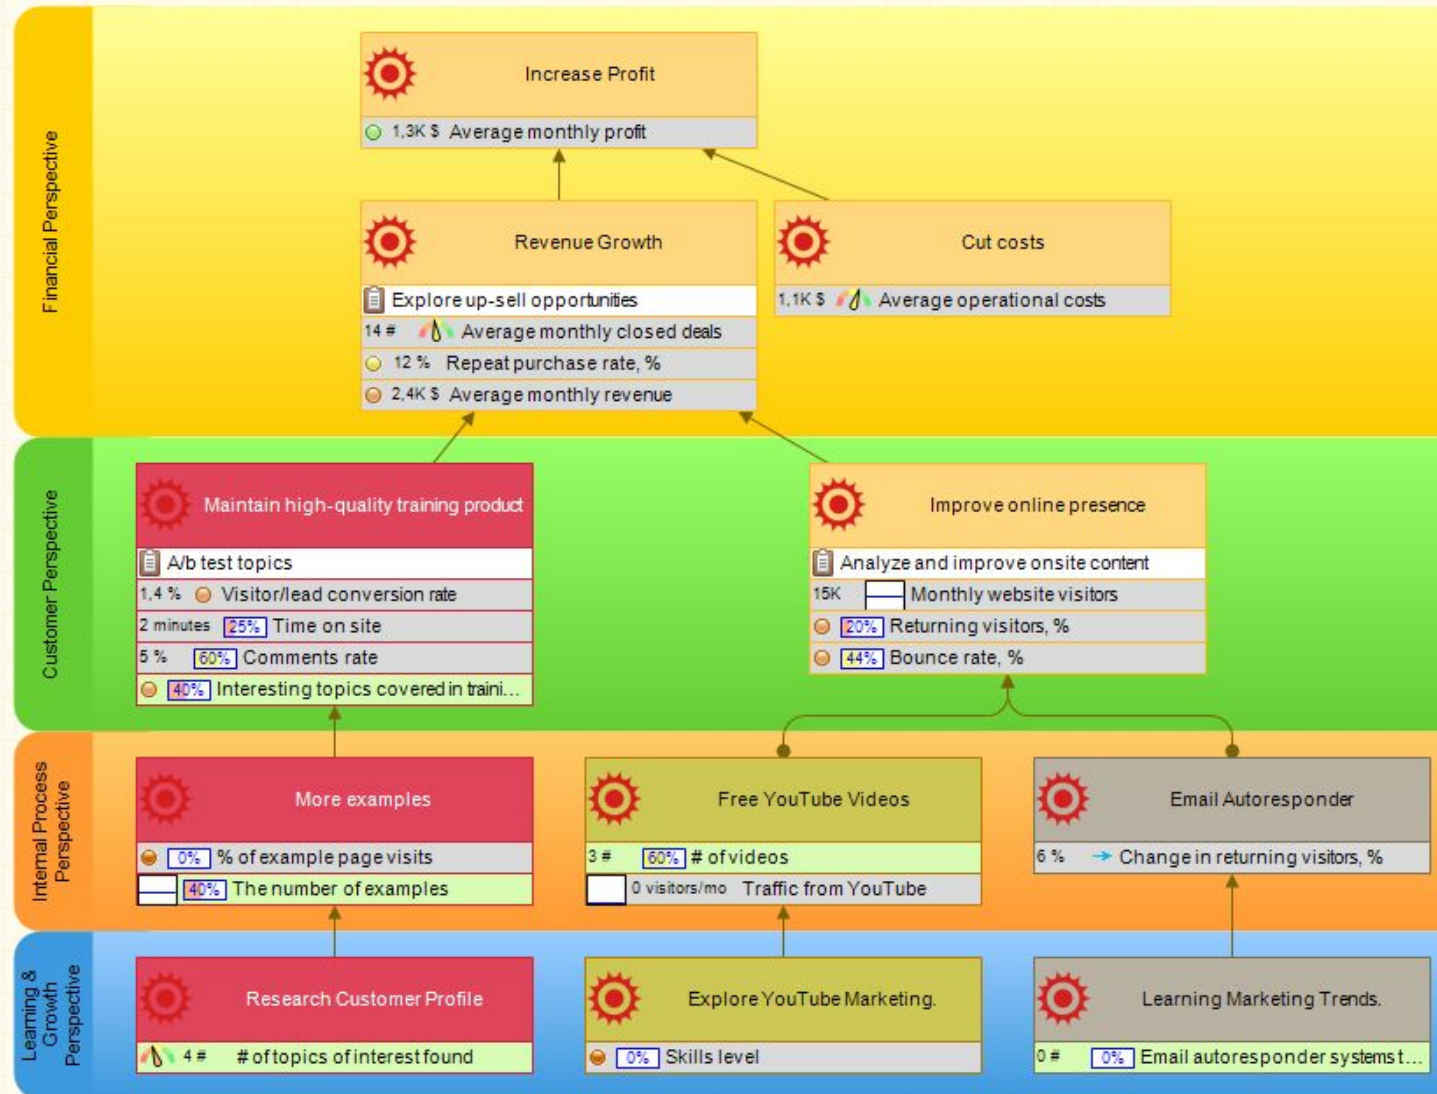 Financial Perspective
Increase Profit
1,3K $ Average monthly profit
Revenue Growth
Explore up-sell opportunities
14 # Average monthly closed deals
12 % Repeat purchase rate, %
2,4K $ Average monthly revenue
Cut costs
1,1K $ Average operational costs
Customer Perspective
Maintain high-quality training product
A/b test topics
1,4 % Visitor/lead conversion rate
2 minutes 25% Time on site
5 % 60% Comments rate
40% Interesting topics covered in traini...
Improve online presence
Analyze and improve onsite content
15K Monthly website visitors
20% Returning visitors, %
44% Bounce rate, %
Internal Process
Perspective
More examples
0% % of example page visits
40% The number of examples
Free YouTube Videos
3 # 60% # of videos
0 visitors/mo Traffic from YouTube
Email Autoresponder
6 % Change in returning visitors, %
Learning &
Growth
Perspective
Research Customer Profile
4 # # of topics of interest found
Explore YouTube Marketing.
0% Skills level
Learning Marketing Trends.
0 # 0% Email autoresponder systems t...